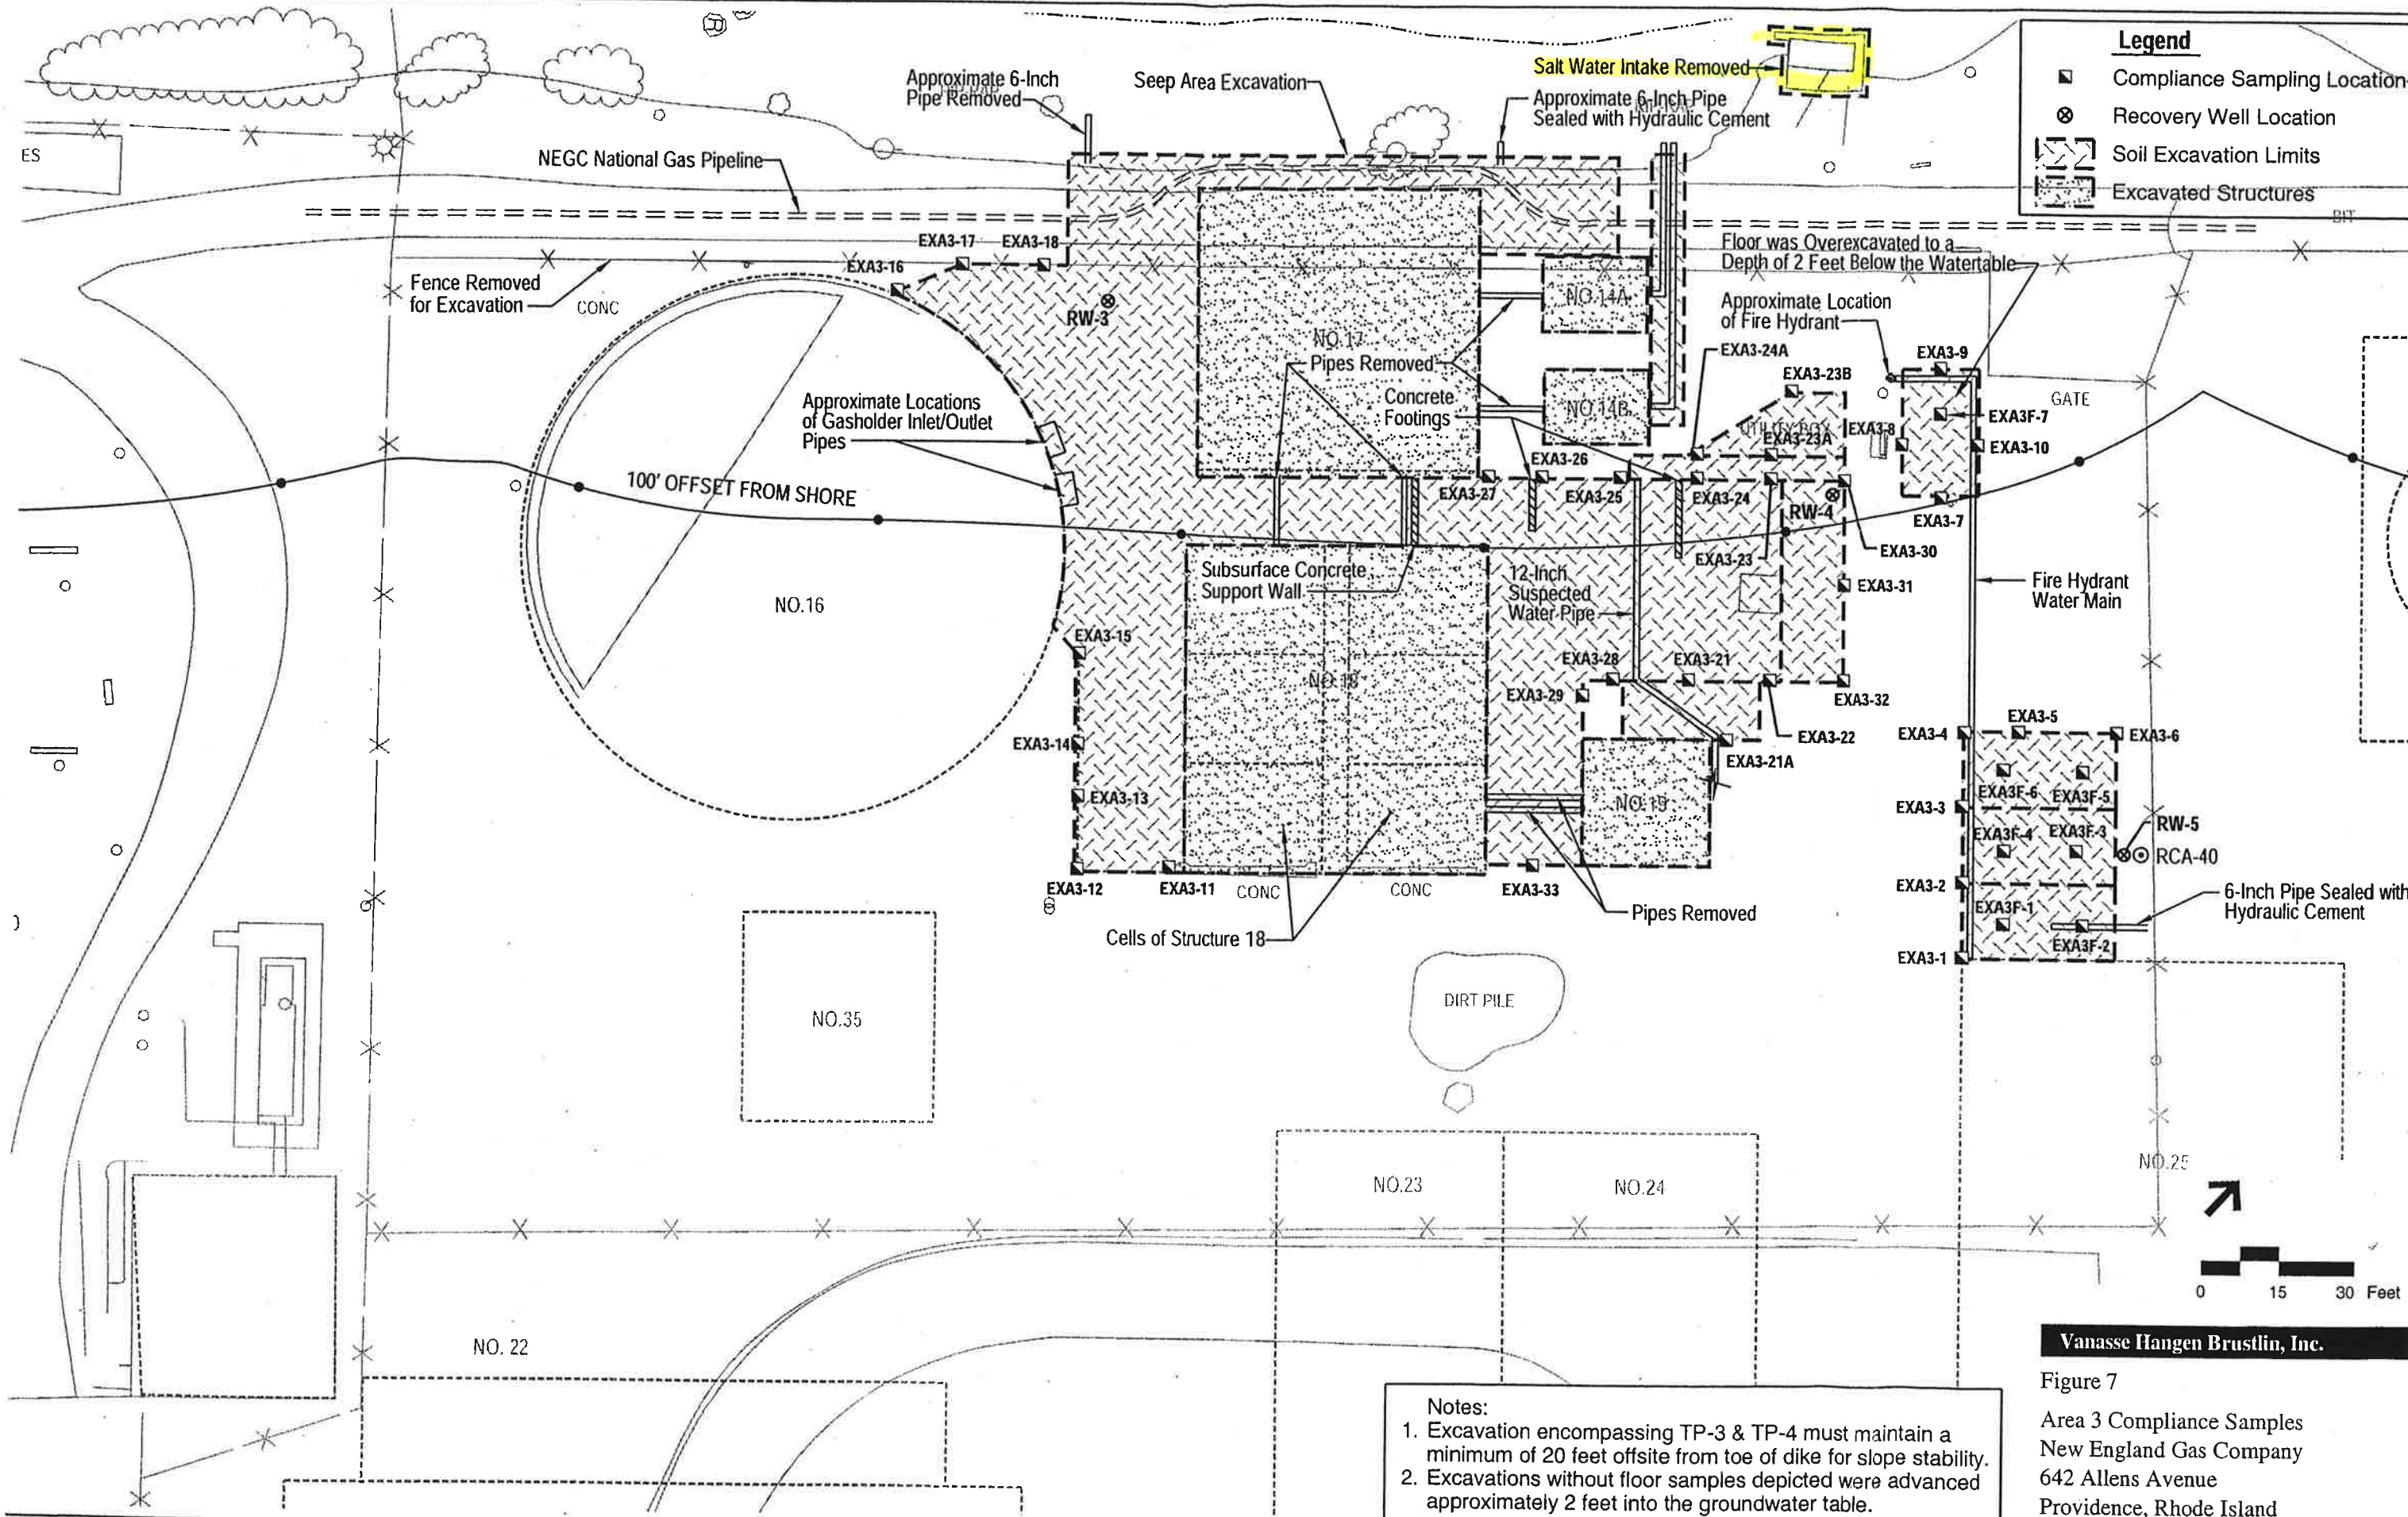 Legend
Compliance Sampling Location
Recovery Well Location
Soil Excavation Limits
Excavated Structures
BIT
Salt Water Intake Removed
Approximate 6-Inch
Pipe Removed
Seep Area Excavation
Approximate 6-Inch Pipe
Sealed with Hydraulic Cement
ES
NEGC National Gas Pipeline
EXA3-17
EXA3-18
EXA3-16
Fence Removed
for Excavation
CONC
RW-3
NO.17
NO.14A
Floor was Overexcavated to a
Depth of 2 Feet Below the Watertable
Approximate Location
of Fire Hydrant
Pipes Removed
EXA3-24A
EXA3-9
EXA3-23B
GATE
Approximate Locations
of Gasholder Inlet/Outlet
Pipes
Concrete
Footings
NO.14B
UTILITY BOX
EXA3-23A
EXA3-8
EXA3F-7
EXA3-10
100' OFFSET FROM SHORE
EXA3-27
EXA3-26
EXA3-25
EXA3-24
RW-4
EXA3-7
EXA3-23
EXA3-30
Subsurface Concrete
Support Wall
12-Inch
Suspected
Water Pipe
EXA3-31
Fire Hydrant
Water Main
NO.16
EXA3-15
EXA3-28
EXA3-21
NO.18
EXA3-29
EXA3-32
EXA3-14
EXA3-22
EXA3-4
EXA3-5
EXA3-6
EXA3-21A
EXA3-13
NO.19
EXA3-3
EXA3F-6
EXA3F-5
EXA3F-4
EXA3F-3
RW-5
RCA-40
EXA3-12
EXA3-11
CONC
CONC
EXA3-33
EXA3-2
6-Inch Pipe Sealed with
Hydraulic Cement
Pipes Removed
EXA3F-1
EXA3F-2
Cells of Structure 18
EXA3-1
DIRT PILE
NO.35
NO.23
NO.24
NO.25
NO. 22
0 15 30 Feet
Vanasse Hangen Brustlin, Inc.
Figure 7
Area 3 Compliance Samples
New England Gas Company
642 Allens Avenue
Providence, Rhode Island
Notes:
1. Excavation encompassing TP-3 & TP-4 must maintain a
minimum of 20 feet offsite from toe of dike for slope stability.
2. Excavations without floor samples depicted were advanced
approximately 2 feet into the groundwater table.